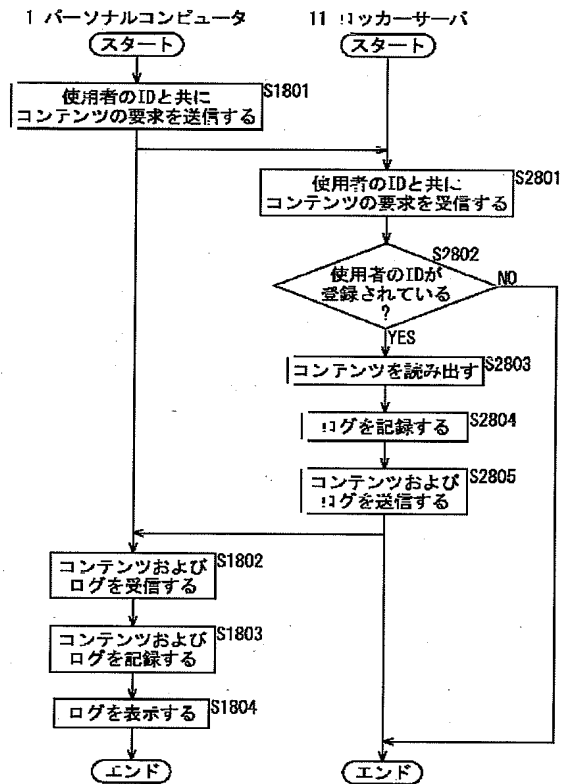 1 パーソナルコンピュータ
11 ロッカーサーバ
スタート
スタート
使用者のIDと共に
コンテンツの要求を送信する
S1801
使用者のIDと共に
コンテンツの要求を受信する
S2801
S2802
使用者のIDが
登録されている
?
NO
YES
コンテンツを読み出す
S2803
ログを記録する
S2804
コンテンツおよび
ログを送信する
S2805
コンテンツおよび
ログを受信する
S1802
コンテンツおよび
ログを記録する
S1803
ログを表示する
S1804
エンド
エンド